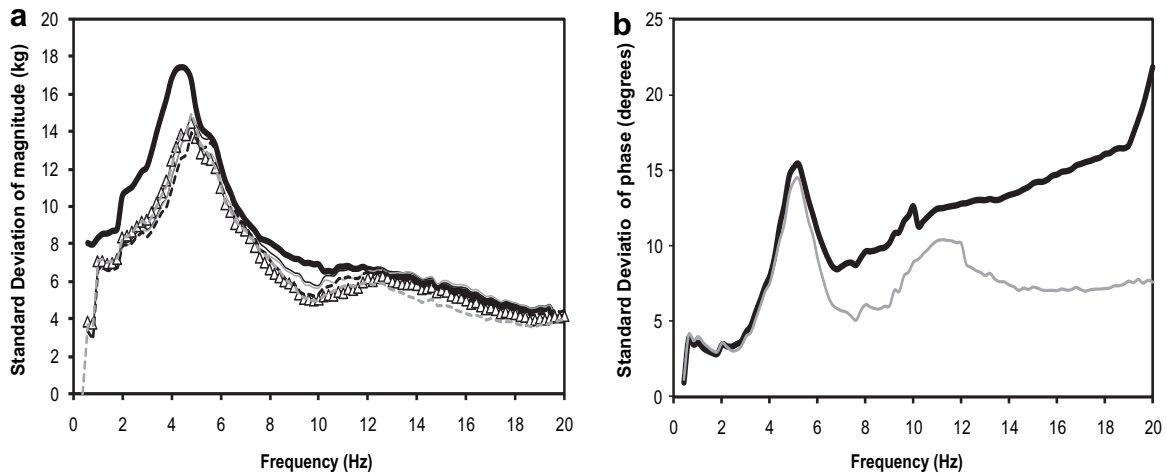 a
Standard Deviation of magnitude (kg)
20
18
16
14
12
10
8
6
4
2
0
0 2 4 6 8 10 12 14 16 18 20
Frequency (Hz)
b
Standard Deviatio of phase (degrees)
25
20
15
10
5
0
0 2 4 6 8 10 12 14 16 18 20
Frequency (Hz)